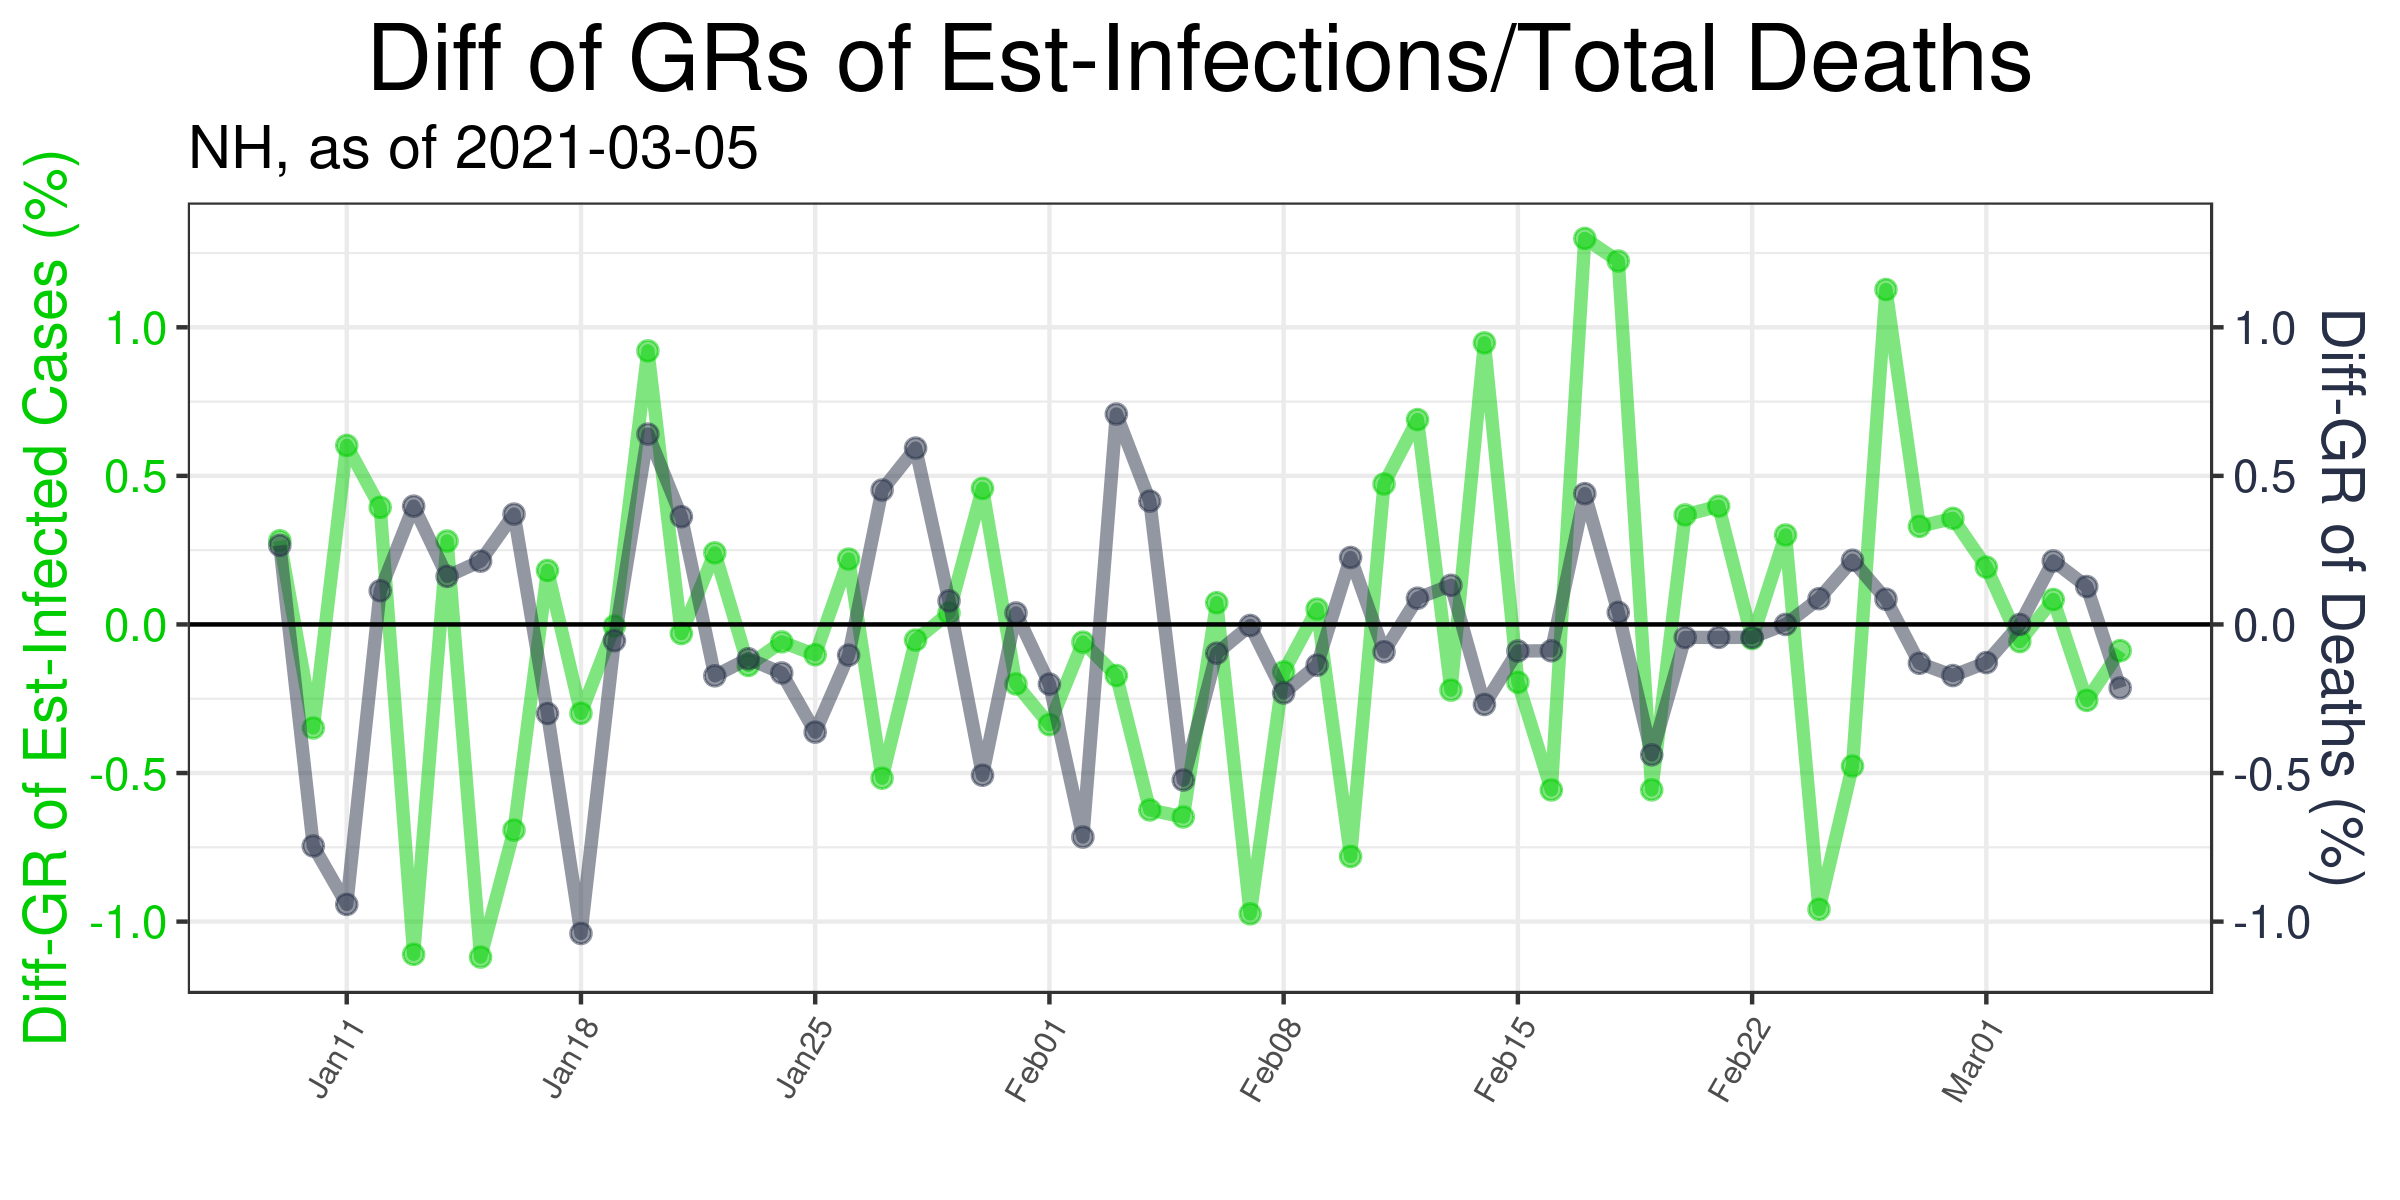 Diff of GRs of Est-Infections/Total Deaths
NH, as of 2021-03-05
Diff-GR of Est-Infected Cases (%)
1.0
0.5
0.0
-0.5
-1.0
1.0
0.5
0.0
-0.5
-1.0
Diff-GR of Deaths (%)
Jan11
Jan18
Jan25
Feb01
Feb08
Feb15
Feb22
Mar01